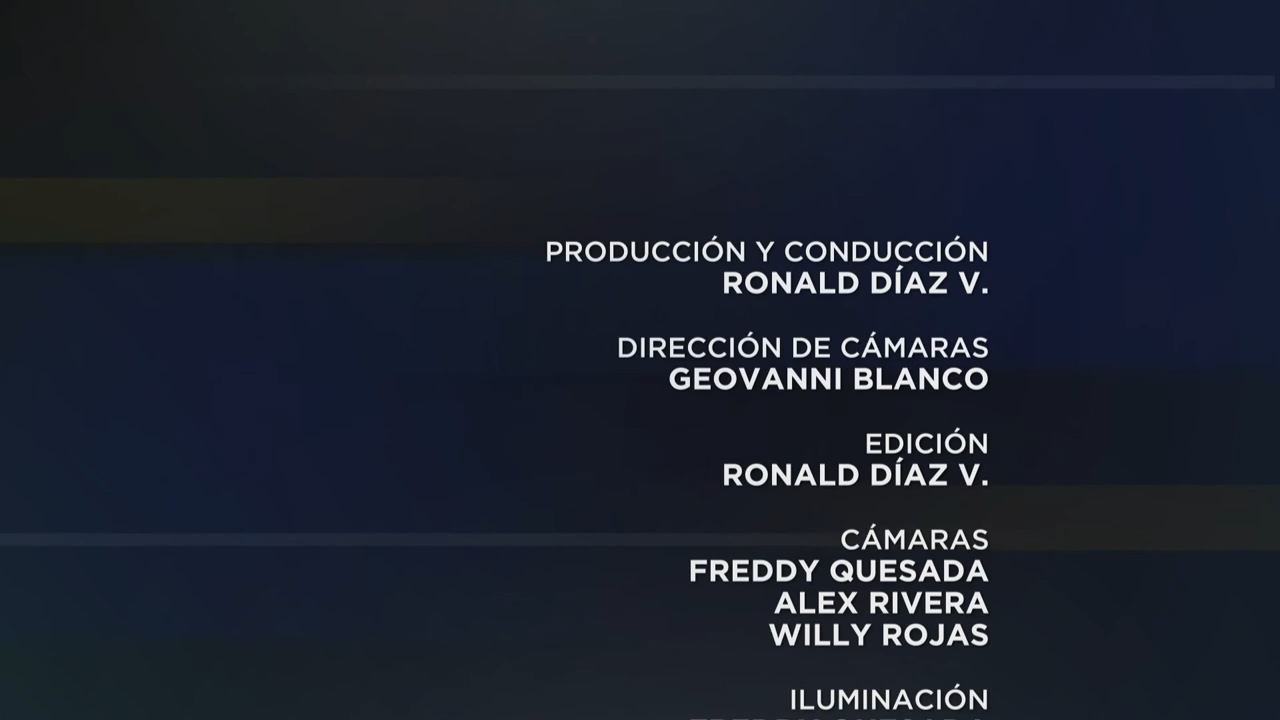 PRODUCCIÓN Y CONDUCCIÓN
RONALD DÍAZ V.
DIRECCIÓN DE CÁMARAS
GEOVANNI BLANCO
EDICIÓN
RONALD DÍAZ V.
CÁMARAS
FREDDY QUESADA
ALEX RIVERA
WILLY ROJAS
ILUMINACIÓN